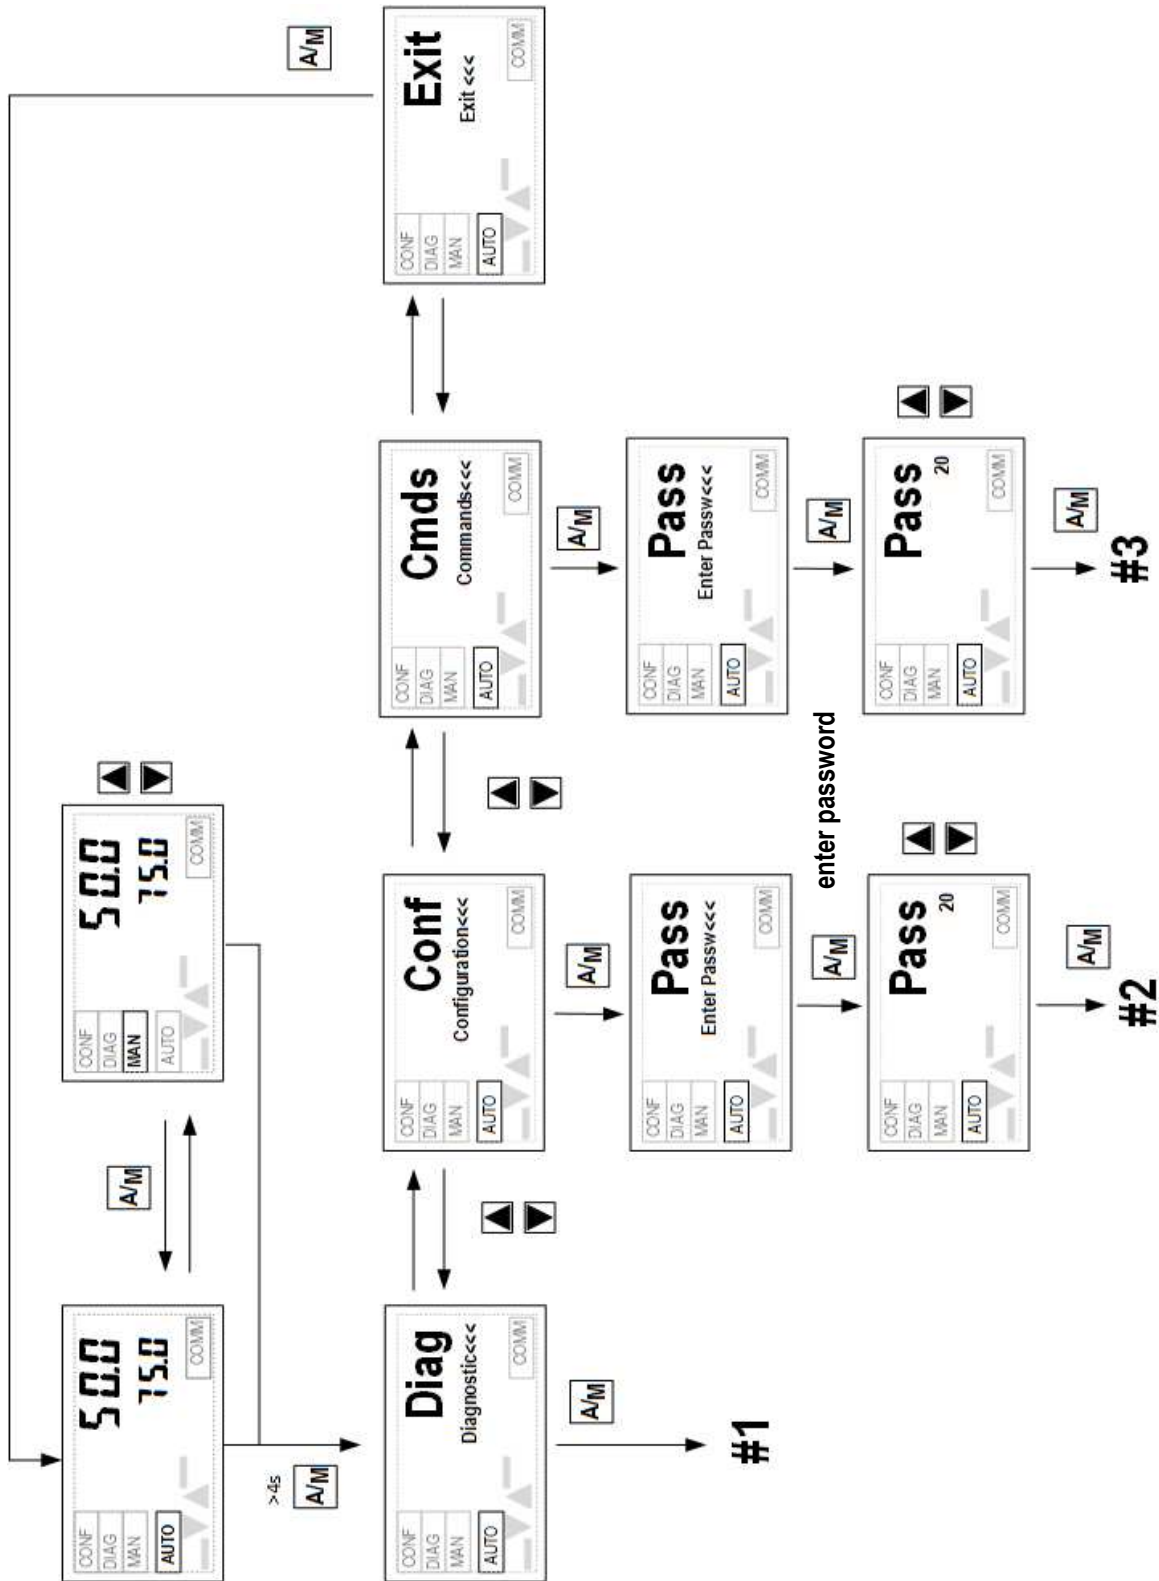 CONF
DIAG
MAN
AUTO
50.0
75.0
COMM
A/M
CONF
DIAG
MAN
AUTO
50.0
75.0
COMM
>4s
A/M
A/M
CONF
DIAG
MAN
AUTO
Diag
Diagnostic<<<
COMM
CONF
DIAG
MAN
AUTO
Conf
Configuration<<<
COMM
CONF
DIAG
MAN
AUTO
Cmds
Commands<<<
COMM
CONF
DIAG
MAN
AUTO
Exit
Exit <<<
COMM
A/M
A/M
A/M
CONF
DIAG
MAN
AUTO
Pass
Enter Passw<<<
COMM
CONF
DIAG
MAN
AUTO
Pass
Enter Passw<<<
COMM
#1
A/M
enter password
A/M
CONF
DIAG
MAN
AUTO
Pass
20
COMM
CONF
DIAG
MAN
AUTO
Pass
20
COMM
A/M
A/M
#2
#3